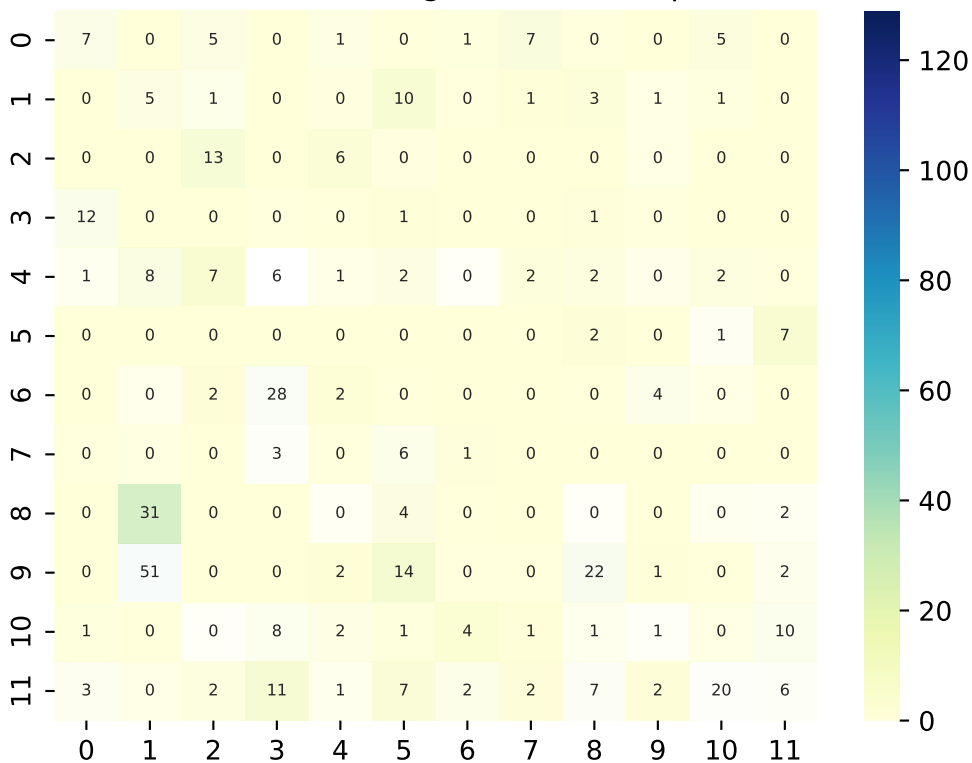 0 7 0 5 0 1 0 1 7 0 0 5 0
1 0 5 1 0 0 10 0 1 3 1 1 0
2 0 0 13 0 6 0 0 0 0 0 0 0
3 12 0 0 0 0 1 0 0 1 0 0 0
4 1 8 7 6 1 2 0 2 2 0 2 0
5 0 0 0 0 0 0 0 0 2 0 1 7
6 0 0 2 28 2 0 0 0 0 4 0 0
7 0 0 0 3 0 6 1 0 0 0 0 0
8 0 31 0 0 0 4 0 0 0 0 0 2
9 0 51 0 0 2 14 0 0 22 1 0 2
10 1 0 0 8 2 1 4 1 1 1 0 10
11 3 0 2 11 1 7 2 2 7 2 20 6
0 1 2 3 4 5 6 7 8 9 10 11
120
100
80
60
40
20
0